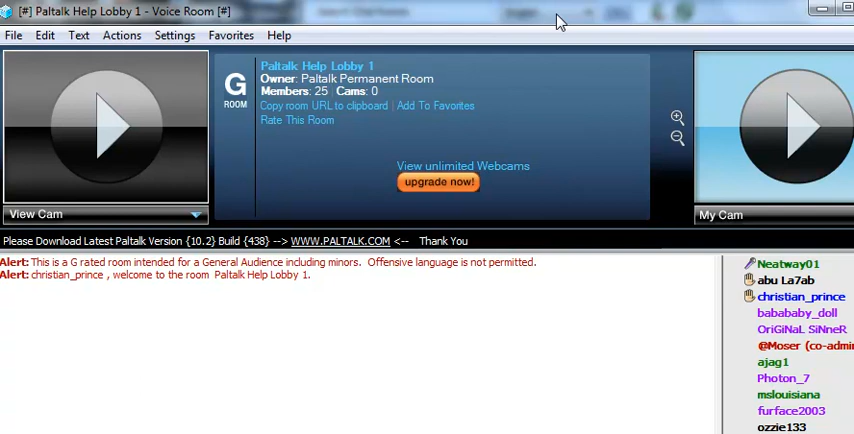 [#] Paltalk Help Lobby 1 - Voice Room [#]
File Edit Text Actions Settings Favorites Help
G
ROOM
Paltalk Help Lobby 1
Owner: Paltalk Permanent Room
Members: 25 Cams: 0
Copy room URL to clipboard | Add To Favorites
Rate This Room
View unlimited Webcams
upgrade now!
View Cam
My Cam
Please Download Latest Paltalk Version {10.2} Build {438} --> WWW.PALTALK.COM <-- Thank You
Alert: This is a G rated room intended for a General Audience including minors. Offensive language is not permitted.
Alert: christian_prince , welcome to the room Paltalk Help Lobby 1.
Neatway01
abu La7ab
christian_prince
babababy_doll
OriGiNaL SiNneR
@Moser (co-admin
ajag1
Photon_7
mslouisiana
furface2003
ozzie133